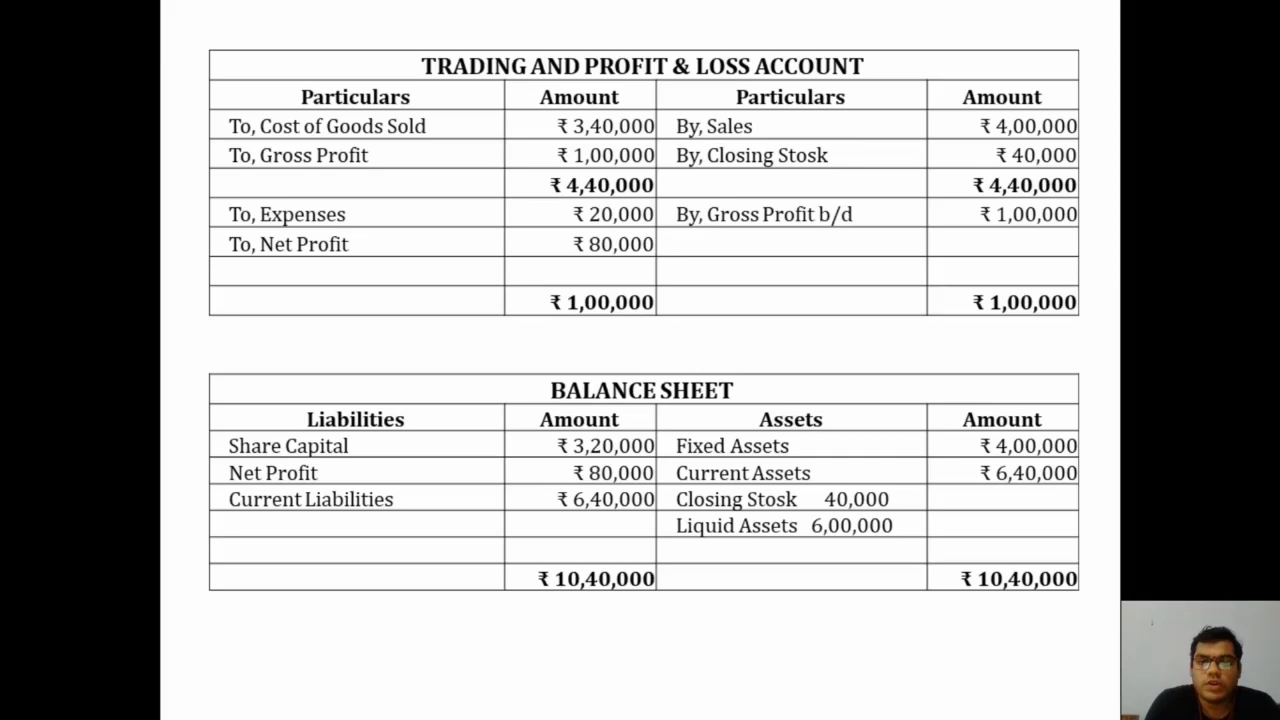 TRADING AND PROFIT & LOSS ACCOUNT
Particulars Amount Particulars Amount
To, Cost of Goods Sold ₹ 3,40,000 By, Sales ₹ 4,00,000
To, Gross Profit ₹ 1,00,000 By, Closing Stosk ₹ 40,000
₹ 4,40,000 ₹ 4,40,000
To, Expenses ₹ 20,000 By, Gross Profit b/d ₹ 1,00,000
To, Net Profit ₹ 80,000
₹ 1,00,000 ₹ 1,00,000
BALANCE SHEET
Liabilities Amount Assets Amount
Share Capital ₹ 3,20,000 Fixed Assets ₹ 4,00,000
Net Profit ₹ 80,000 Current Assets ₹ 6,40,000
Current Liabilities ₹ 6,40,000 Closing Stosk 40,000
Liquid Assets 6,00,000
₹ 10,40,000 ₹ 10,40,000